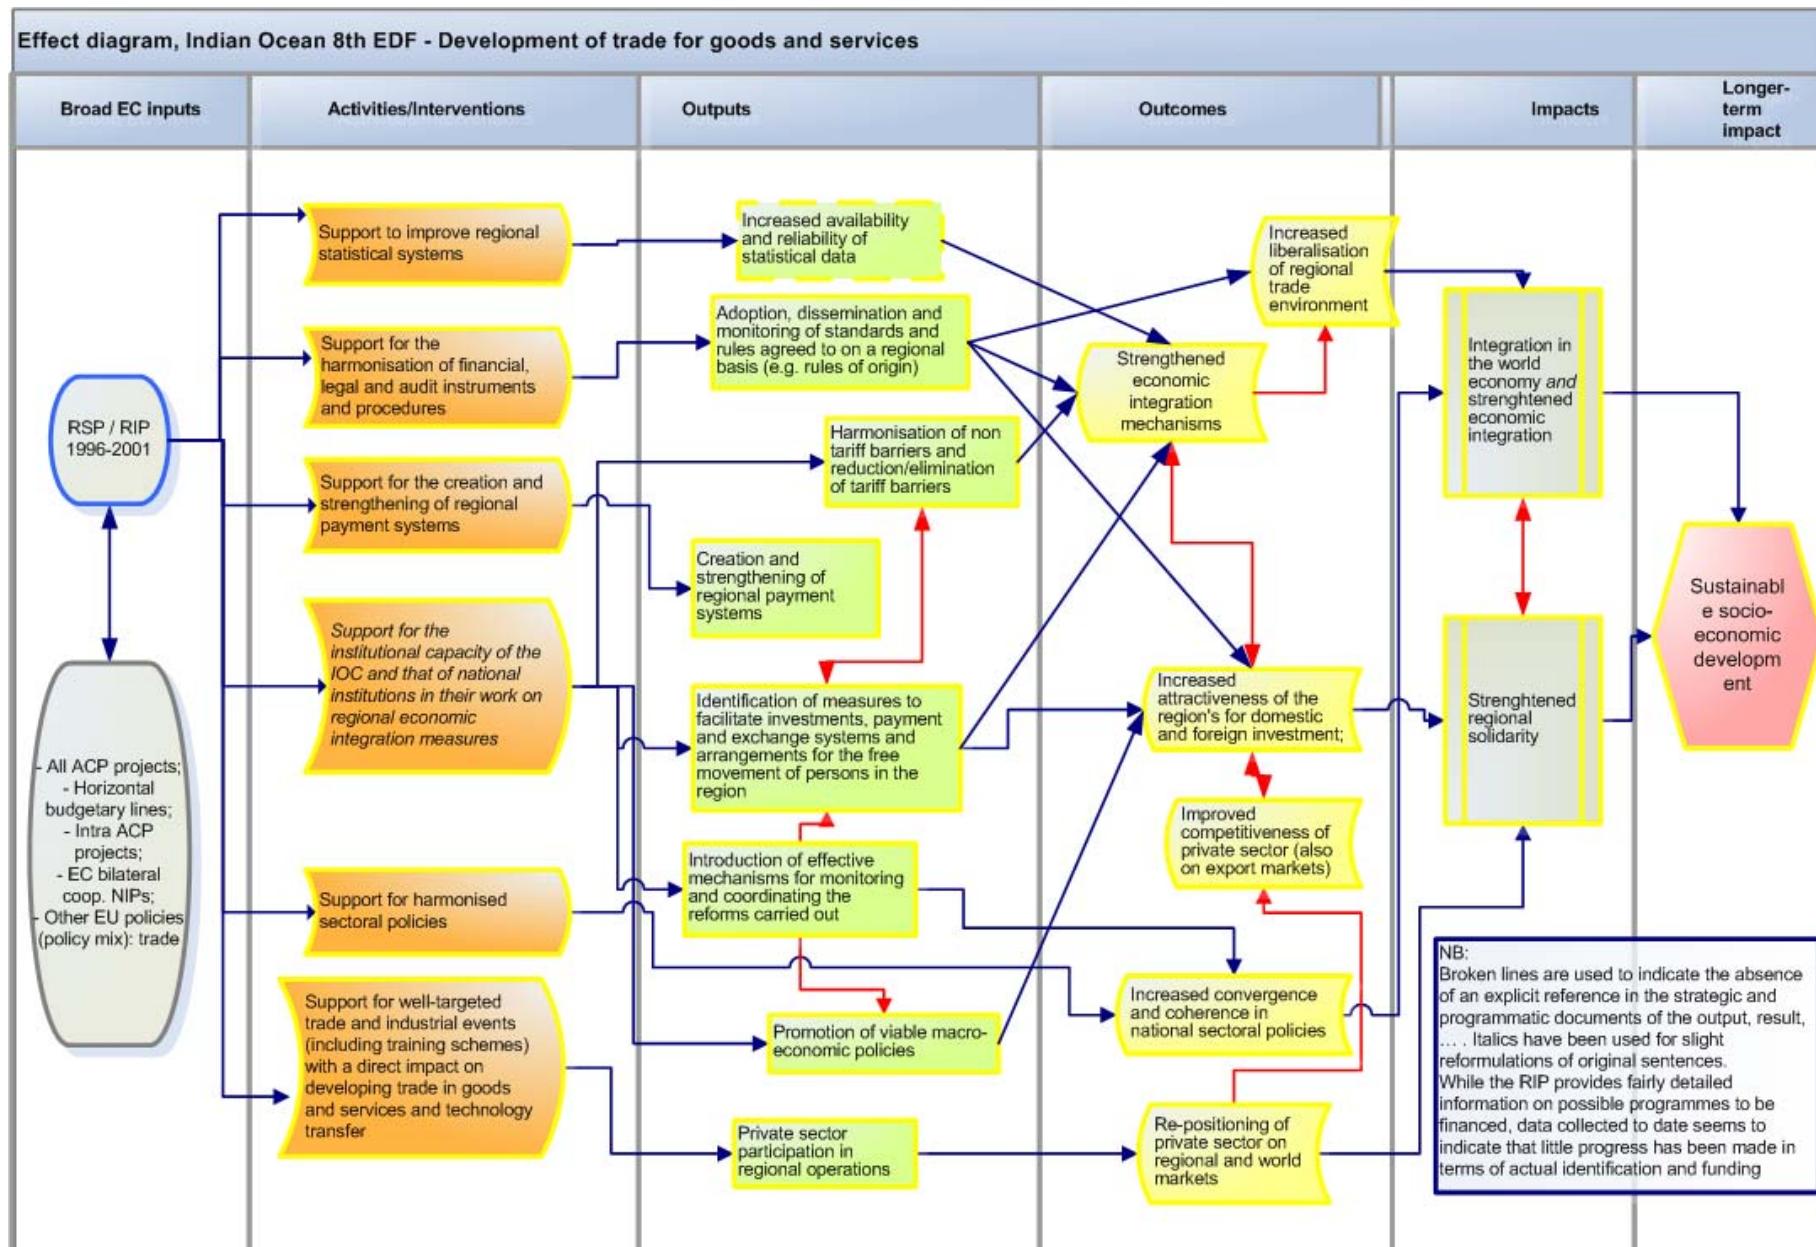 Effect diagram, Indian Ocean 8th EDF - Development of trade for goods and services
Broad EC inputs
Activities/Interventions
Outputs
Outcomes
Impacts
Longer-
term
impact
RSP / RIP
1996-2001
- All ACP projects;
- Horizontal
budgetary lines;
- Intra ACP
projects;
- EC bilateral
coop. NIPs;
- Other EU policies
(policy mix): trade
Support to improve regional
statistical systems
Support for the
harmonisation of financial,
legal and audit instruments
and procedures
Support for the creation and
strengthening of regional
payment systems
Support for the
institutional capacity of the
IOC and that of national
institutions in their work on
regional economic
integration measures
Support for harmonised
sectoral policies
Support for well-targeted
trade and industrial events
(including training schemes)
with a direct impact on
developing trade in goods
and services and technology
transfer
Increased availability
and reliability of
statistical data
Adoption, dissemination and
monitoring of standards and
rules agreed to on a regional
basis (e.g. rules of origin)
Harmonisation of non
tariff barriers and
reduction/elimination
of tariff barriers
Creation and
strengthening of
regional payment
systems
Identification of measures to
facilitate investments, payment
and exchange systems and
arrangements for the free
movement of persons in the
region
Introduction of effective
mechanisms for monitoring
and coordinating the
reforms carried out
Promotion of viable macro-
economic policies
Private sector
participation in
regional operations
Increased
liberalisation
of regional
trade
environment
Strengthened
economic
integration
mechanisms
Increased
attractiveness of the
region's for domestic
and foreign investment;
Improved
competitiveness of
private sector (also
on export markets)
Increased convergence
and coherence in
national sectoral policies
Re-positioning of
private sector on
regional and world
markets
Integration in
the world
economy and
strenghtented
economic
integration
Strenghtened
regional
solidarity
Sustainabl
e socio-
economic
developm
ent
NB:
Broken lines are used to indicate the absence
of an explicit reference in the strategic and
programmatic documents of the output, result,
... . Italics have been used for slight
reformulations of original sentences.
While the RIP provides fairly detailed
information on possible programmes to be
financed, data collected to date seems to
indicate that little progress has been made in
terms of actual identification and funding